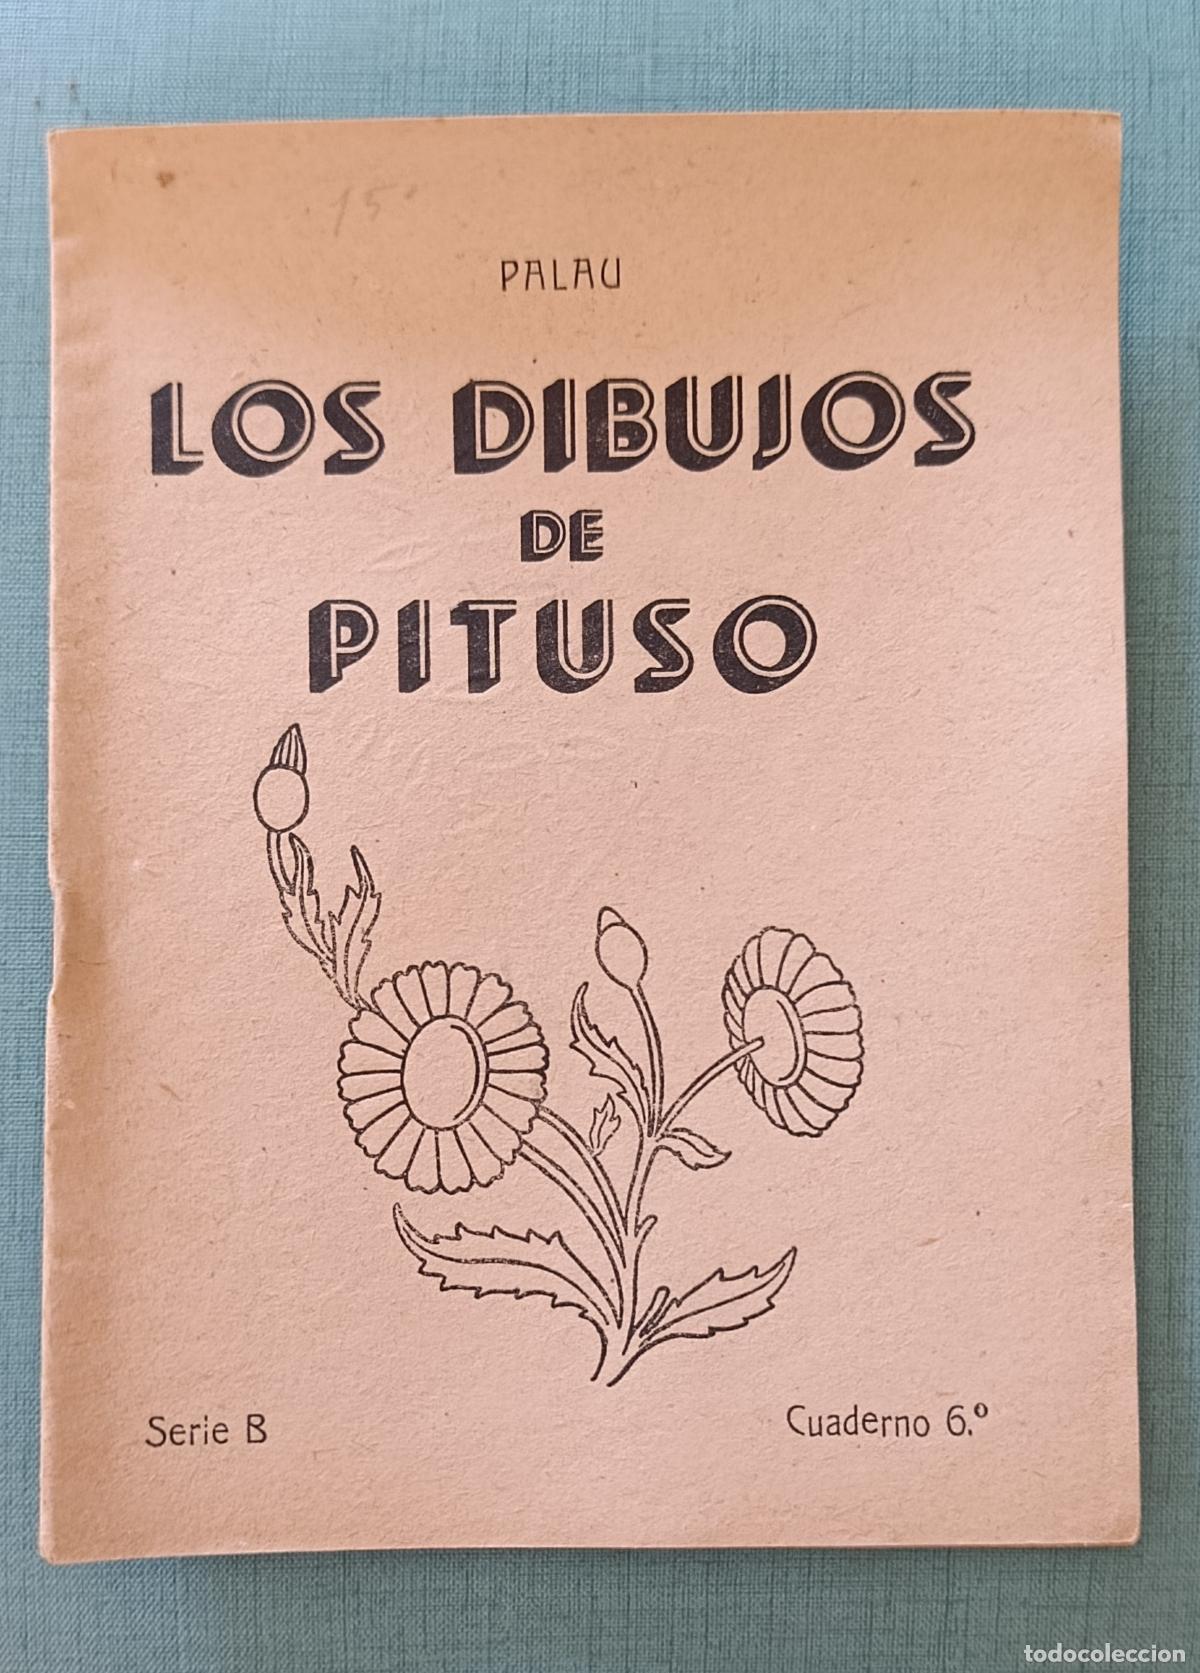 15
PALAU
LOS DIBUJOS
DE
PITUSO
Serie B
Cuaderno 6.º
todocoleccion